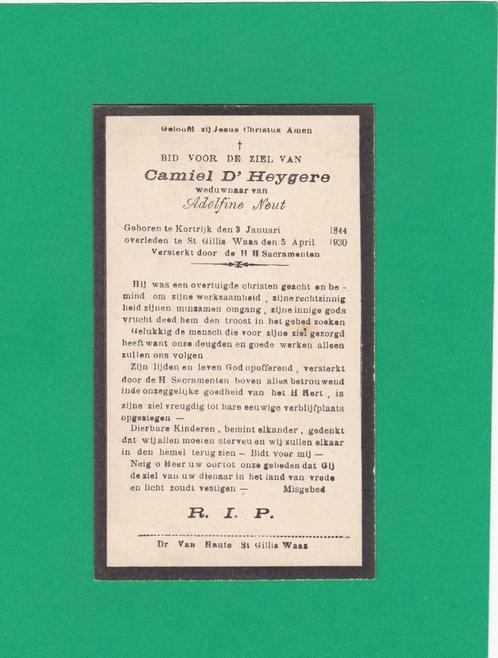 Geloofd zij Jesus Christus Amen
BID VOOR DE ZIEL VAN
Camiel D' Heygere
weduwnaar van
Adolfine Neut
Geboren te Kortrijk den 3 Januari 1844
overleden te St Gillis Waas den 5 April 1930
Versterkt door de H H Sacramenten
Hij was een overtuigde christen geacht en be-
mind om zijne werkzaamheid , zijne rechtzinnig
heid zijnen minzamen omgang , zijne innige gods
vrucht deed hem den troost in het gebed zoeken
Gelukkig de mensch die voor zijne ziel gezorgd
heeft want onze deugden en goede werken alleen
zullen ons volgen
Zijn lijden en leven God opofferend , versterkt
door de H Sacramenten boven alles betrouwend
inde onzeggelijke goedheid van het H Hert , is
zijne ziel vreugdig tot hare eeuwige verblijfplaats
opgestegen —
Dierbare Kinderen , bemint elkander , gedenkt
dat wij allen moeten sterveu en wij zullen elkaar
in den hemel terug zien — Bidt voor mij —
Neig o Heer uw oor tot onze gebeden dat Gij
de ziel van uw dienaar in het land van vrede
en licht zoudt vestigen — Misgebed
R. I. P.
Dr Van Haute St Gillis Waas